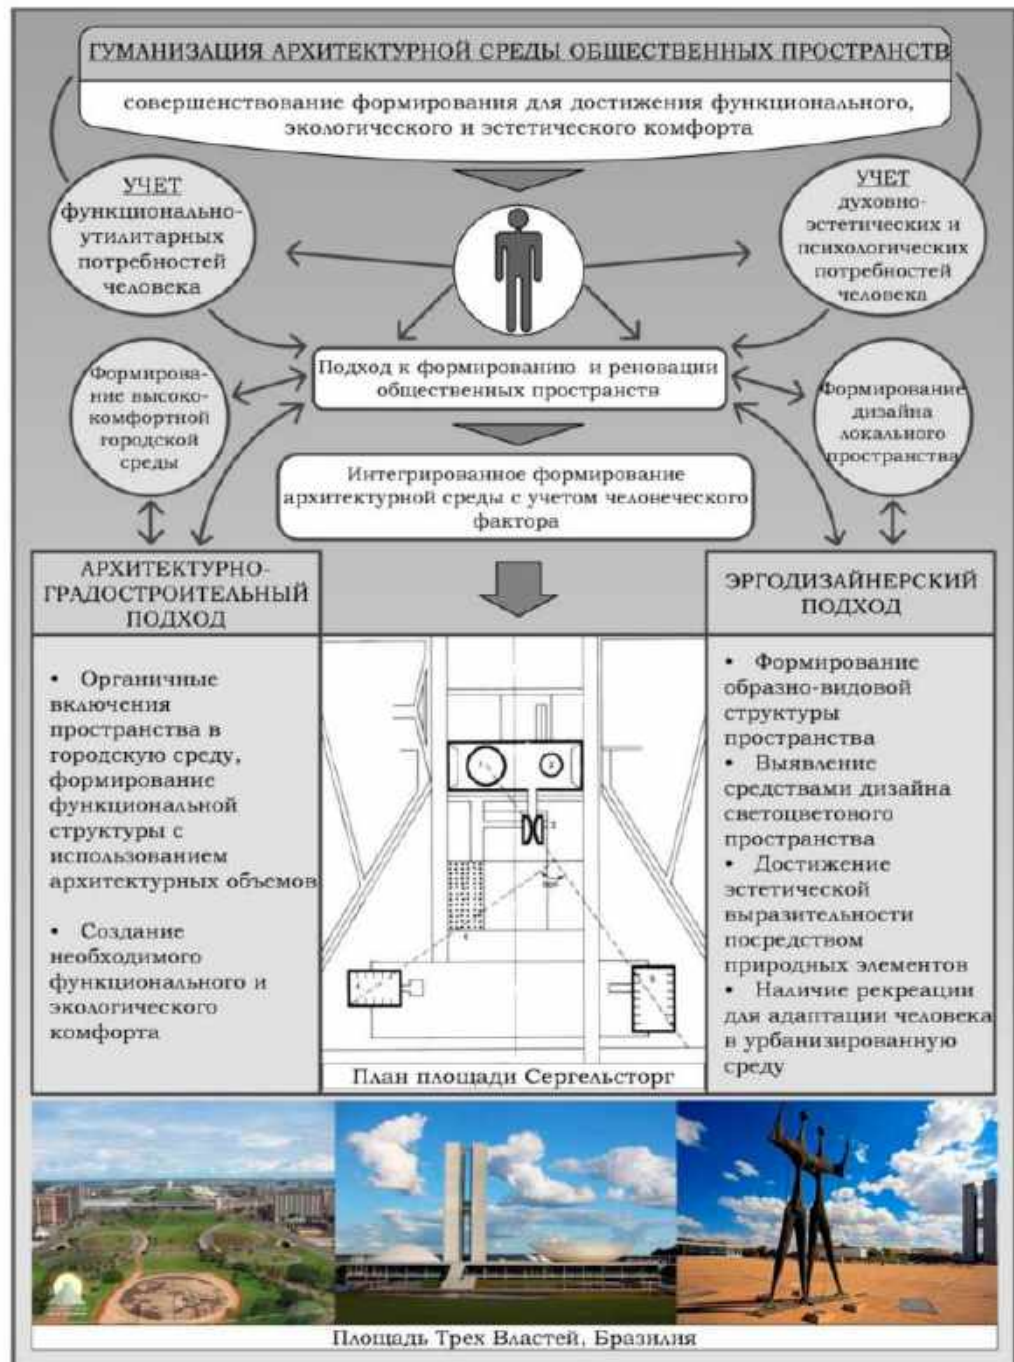 ГУМАНИЗАЦИЯ АРХИТЕКТУРНОЙ СРЕДЫ ОБЩЕСТВЕННЫХ ПРОСТРАНСТВ
совершенствование формирования для достижения функционального,
экологического и эстетического комфорта
УЧЕТ
функционально-
утилитарных
потребностей
человека
УЧЕТ
духовно-
эстетических и
психологических
потребностей
человека
Формирова-
ние высоко-
комфортной
городской
среды
Подход к формированию и реновации
общественных пространств
Формирование
дизайна
локального
пространства
Интегрированное формирование
архитектурной среды с учетом человеческого
фактора
АРХИТЕКТУРНО-
ГРАДОСТРОИТЕЛЬНЫЙ
ПОДХОД
• Органичные
включения
пространства в
городскую среду,
формирование
функциональной
структуры с
использованием
архитектурных объемов
• Создание
необходимого
функционального и
экологического
комфорта
План площади Сергельсторг
ЭРГОДИЗАЙНЕРСКИЙ
ПОДХОД
• Формирование
образно-видовой
структуры
пространства
• Выявление
средствами дизайна
светоцветового
пространства
• Достижение
эстетической
выразительности
посредством
природных элементов
• Наличие рекреации
для адаптации человека
в урбанизированную
среду
Площадь Трех Властей, Бразилия